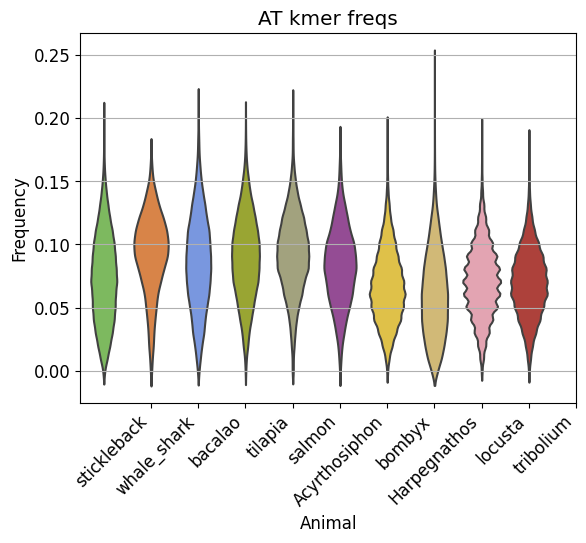 AT kmer freqs
0.25
0.20
0.15
0.10
0.05
0.00
Frequency
stickleback
whale_shark
bacalao
tilapia
salmon
Acyrthosiphon
bombyx
Harpegnathos
locusta
tribolium
Animal